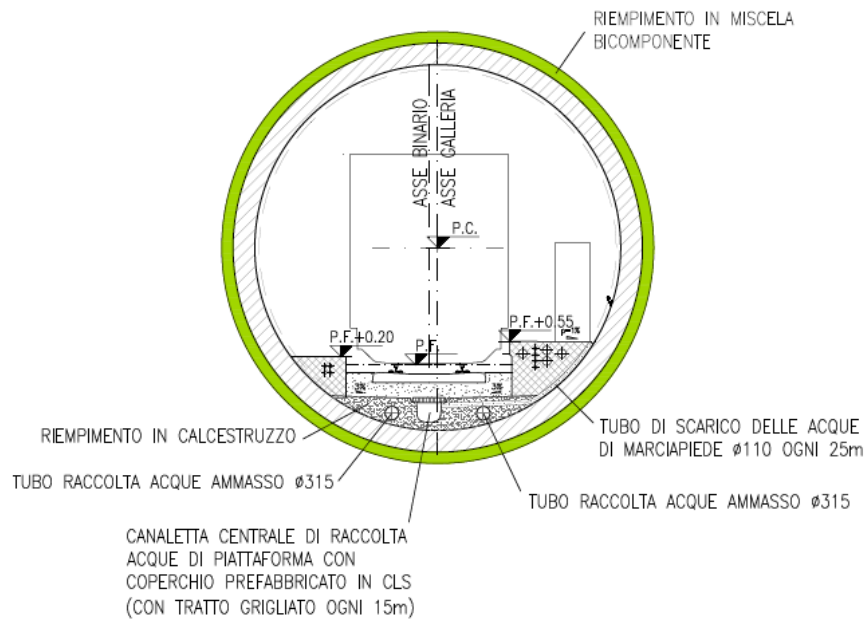 RIEMPIMENTO IN MISCELA
BICOMPONENTE
ASSE BINARIO
ASSE GALLERIA
P.C.
P.F.+0.20
P.F.
P.F.+0.55
RIEMPIMENTO IN CALCESTRUZZO
TUBO DI SCARICO DELLE ACQUE
DI MARCIAPIEDE ø110 OGNI 25m
TUBO RACCOLTA ACQUE AMMASSO ø315
TUBO RACCOLTA ACQUE AMMASSO ø315
CANALETTA CENTRALE DI RACCOLTA
ACQUE DI PIATTAFORMA CON
COPERCHIO PREFABBRICATO IN CLS
(CON TRATTO GRIGLIATO OGNI 15m)